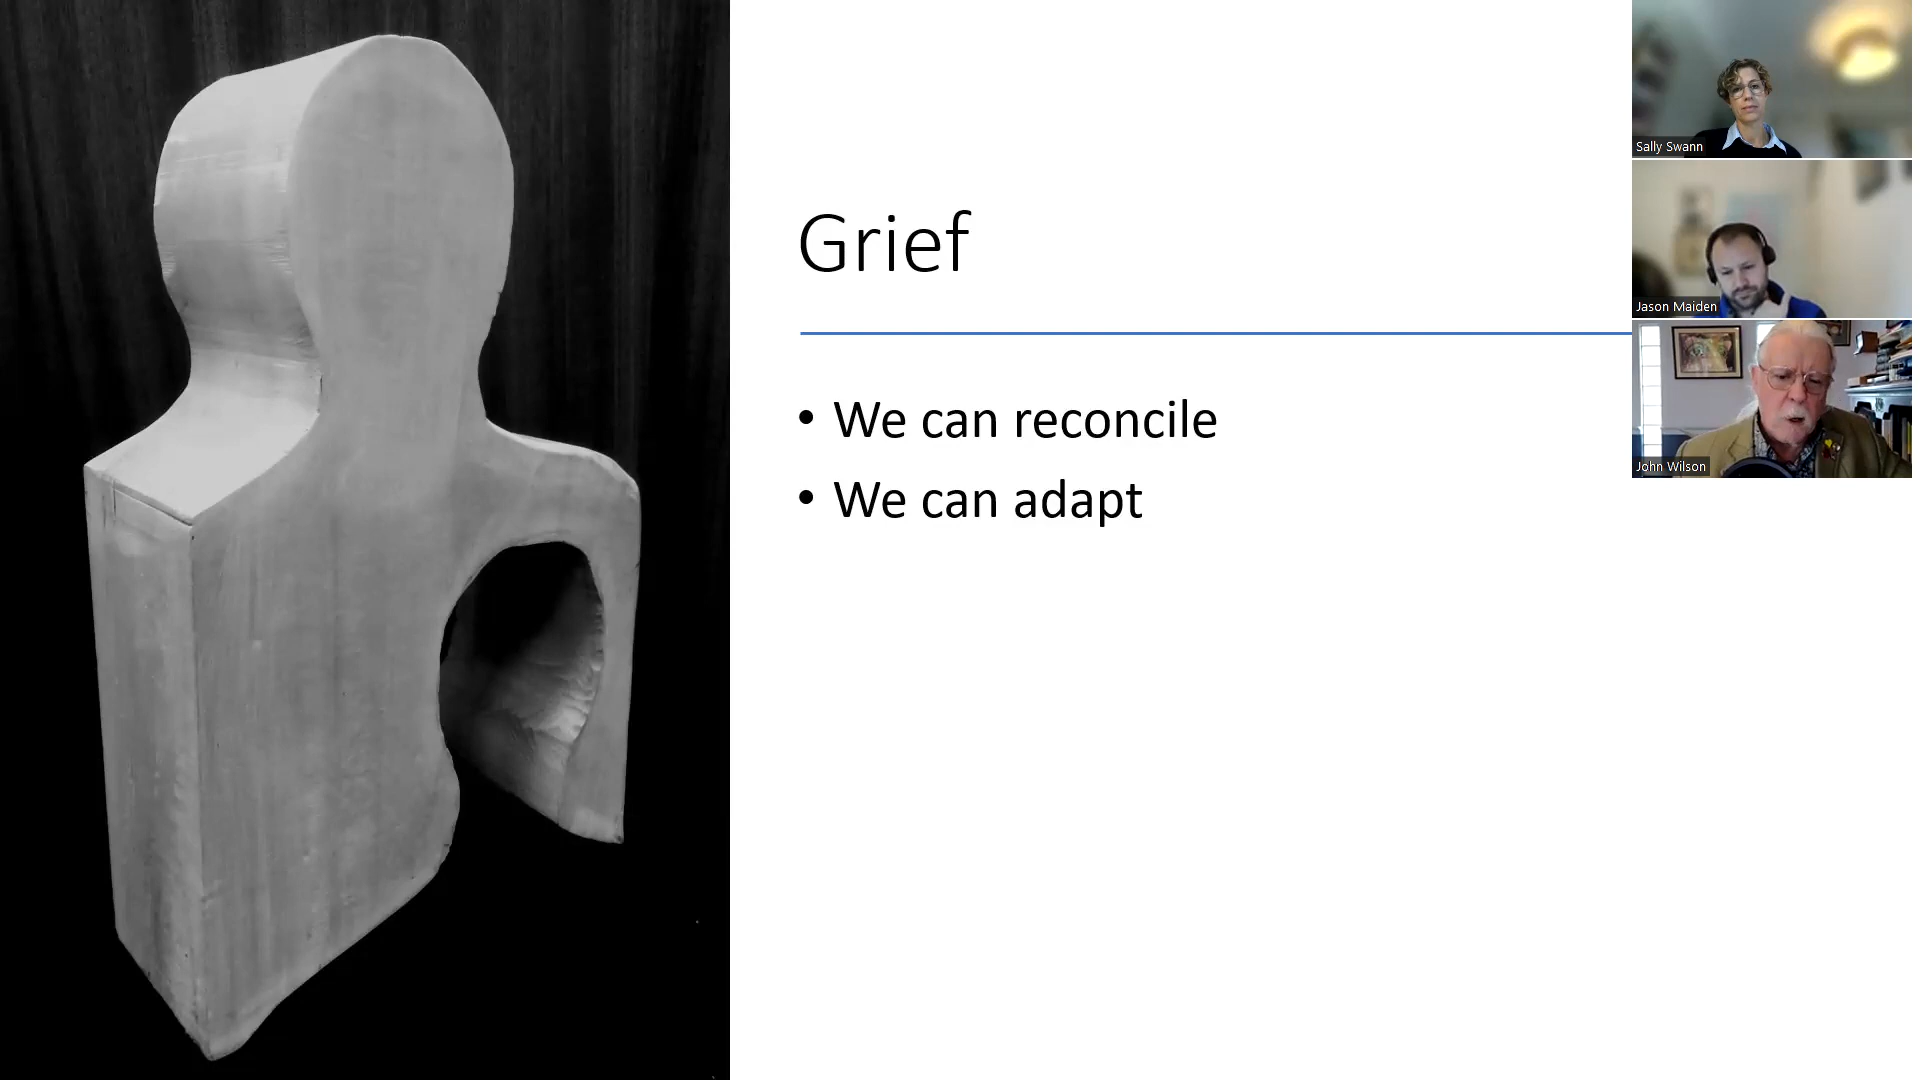 Grief
• We can reconcile
• We can adapt
Sally Swann
Jason Maiden
John Wilson